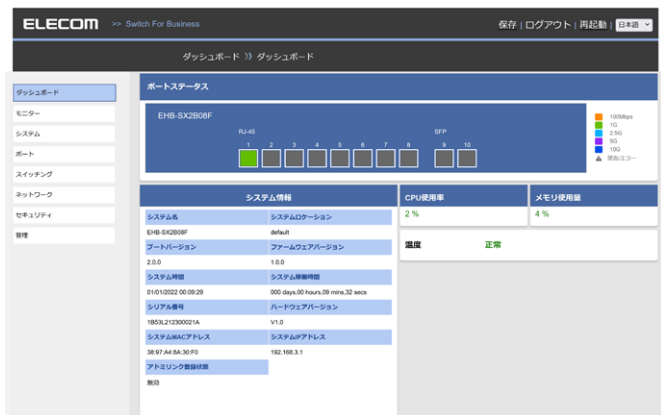 ELECOM >> Switch For Business 保存 | ログアウト | 再起動 | 日本語
ダッシュボード 》 ダッシュボード
ダッシュボード
モニター
システム
ポート
スイッチング
ネットワーク
セキュリティ
管理
ポートステータス
EHB-SX2B08F
RJ-45 SFP
1 2 3 4 5 6 7 8 9 10
100Mbps
1G
2.5G
5G
10G
警告/エラー
システム情報
システム名 システムロケーション
EHB-SX2B08F default
ブートバージョン ファームウェアバージョン
2.0.0 1.0.0
システム時間 システム稼働時間
01/01/2022 00:09:29 000 days,00 hours,09 mins,32 secs
シリアル番号 ハードウェアバージョン
1B53L212300021A V1.0
システムMACアドレス システムIPアドレス
38:97:A4:8A:30:F0 192.168.3.1
アドミリンク登録状態
無効
CPU使用率 メモリ使用量
2 % 4 %
温度 正常